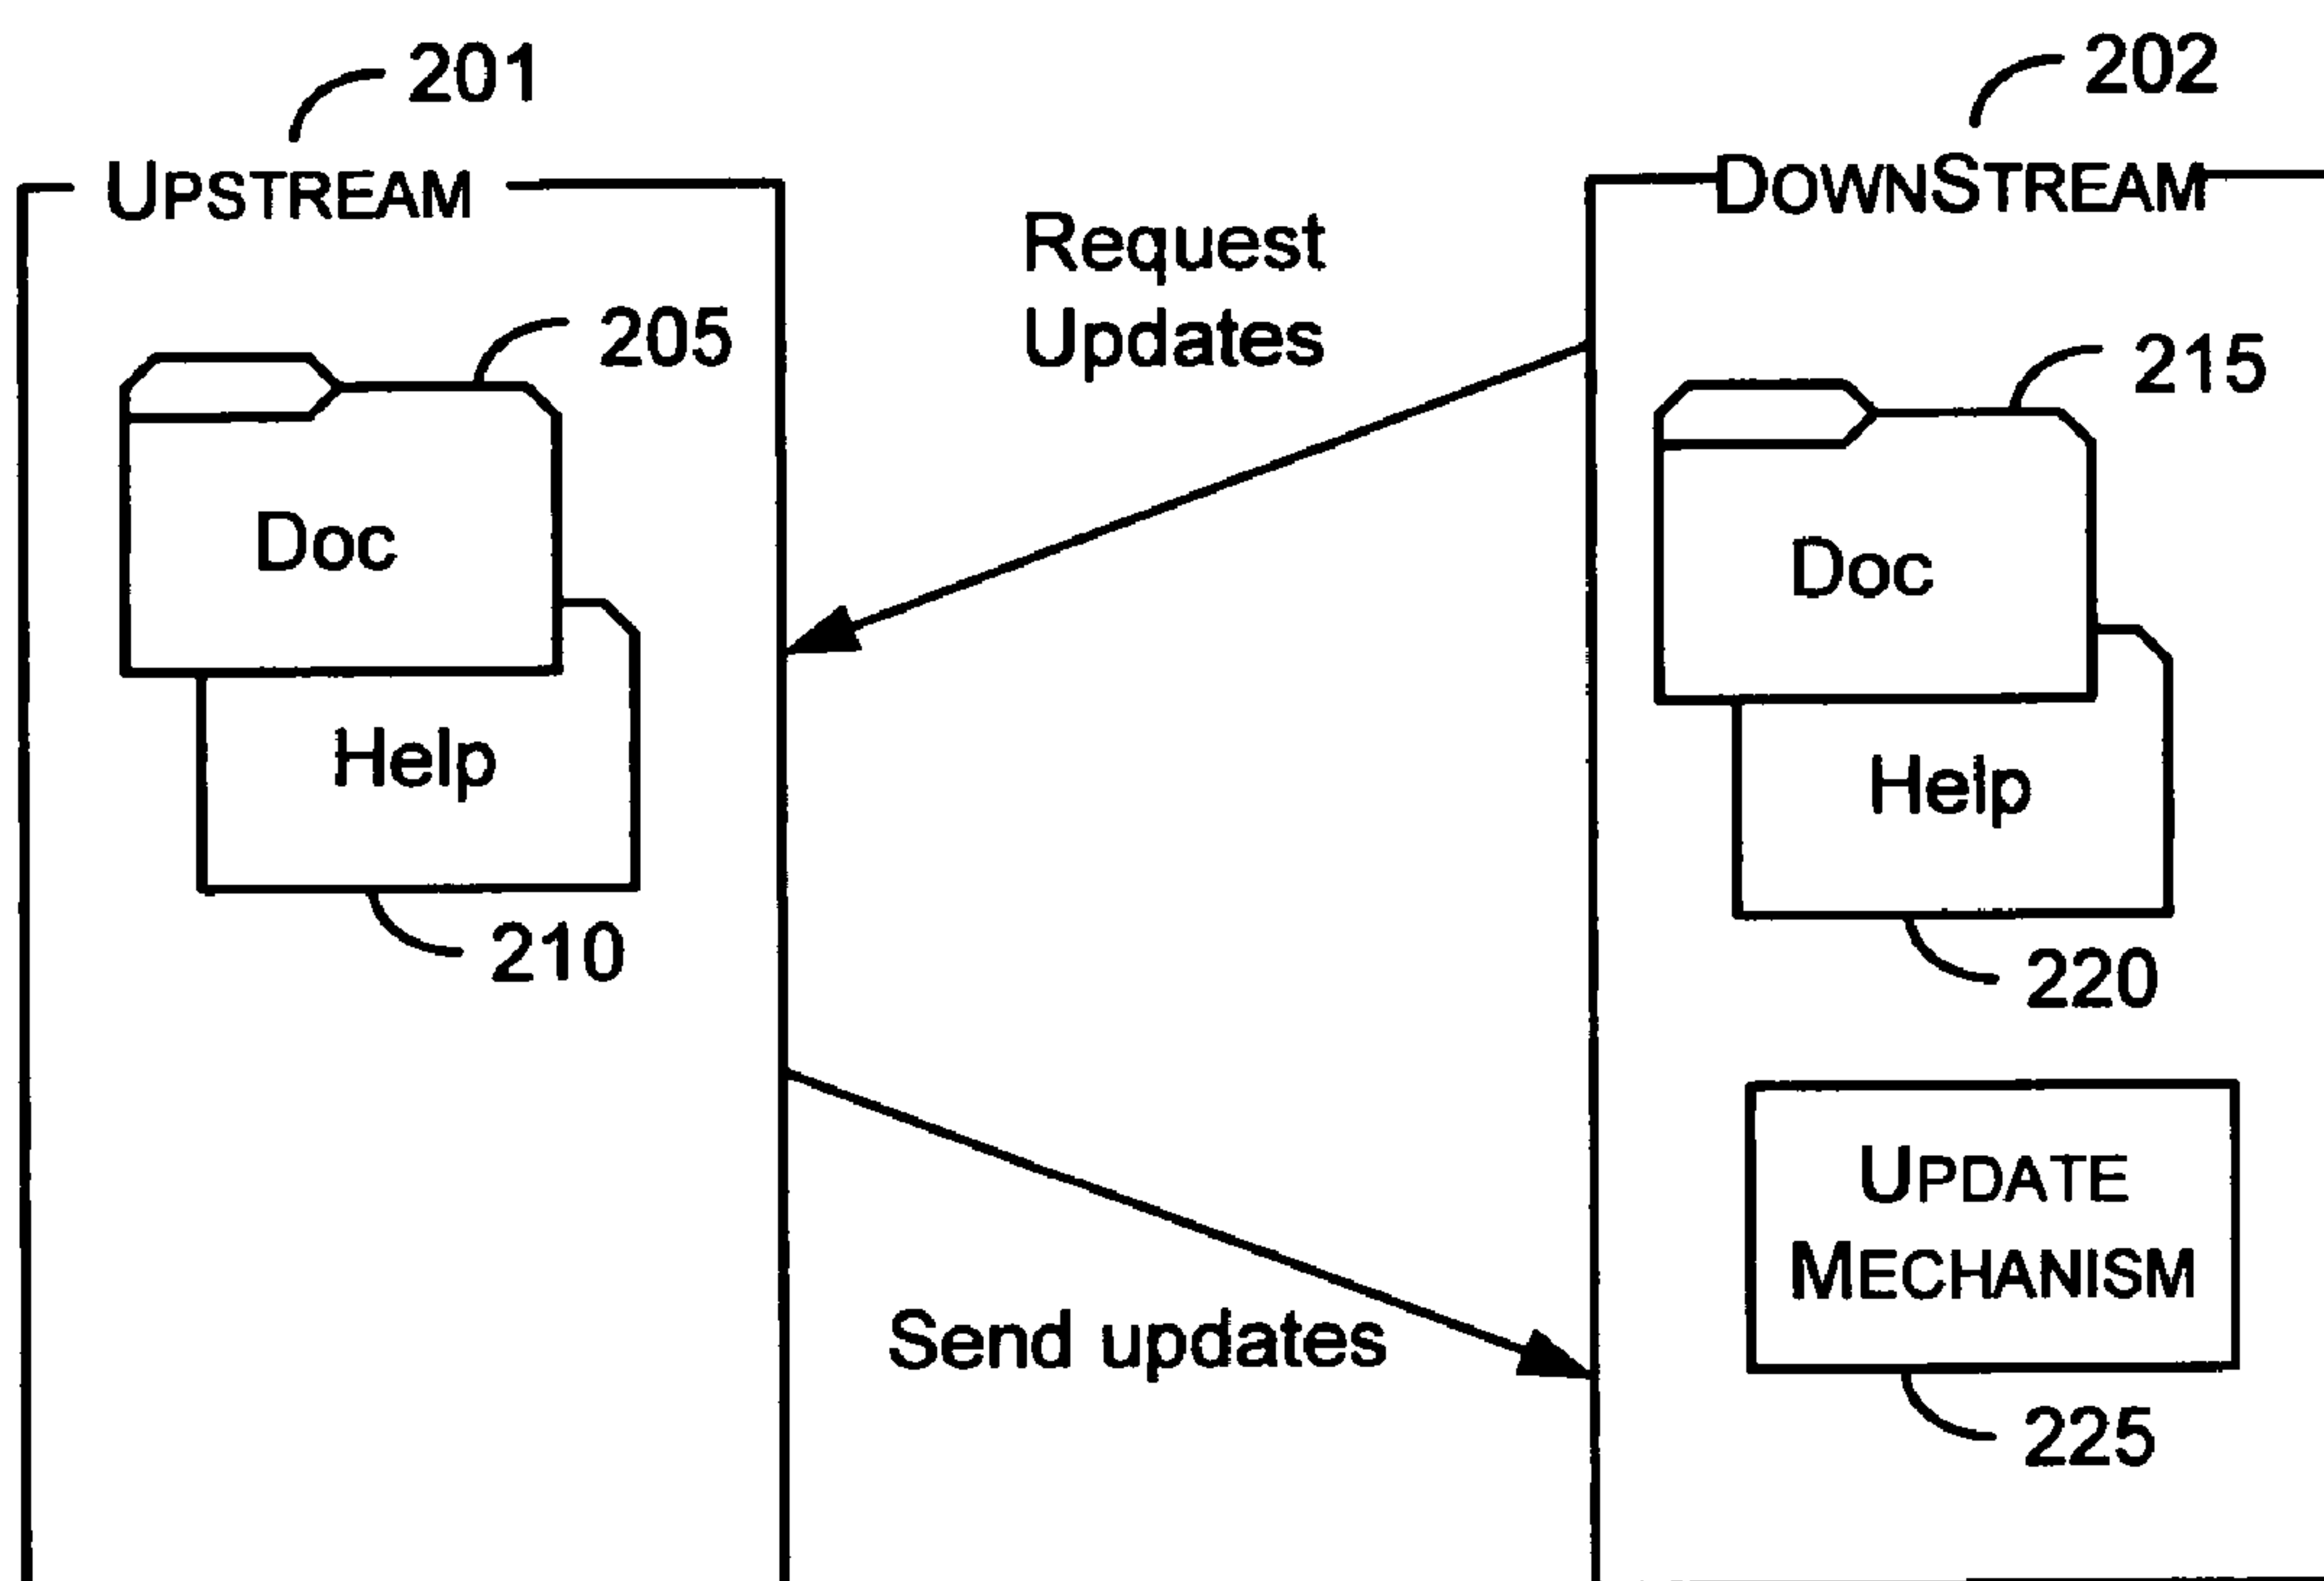 201
UPSTREAM
205
Doc
Help
210
Request
Updates
Send updates
202
DOWNSTREAM
215
Doc
Help
220
UPDATE
MECHANISM
225